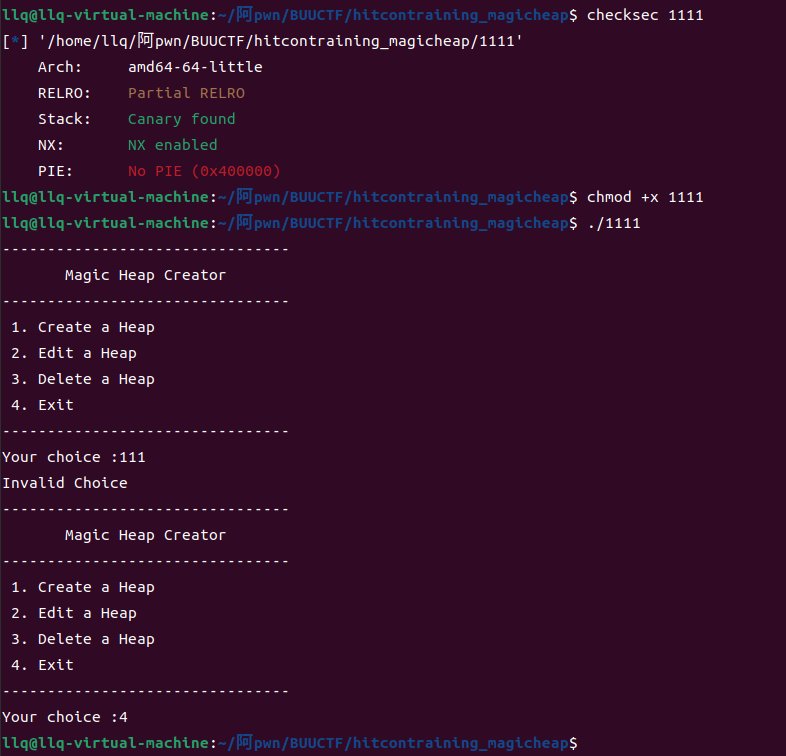 llq@llq-virtual-machine:~/阿pwn/BUUCTF/hitcontraining_magicheap$ checksec 1111
[*] '/home/llq/阿pwn/BUUCTF/hitcontraining_magicheap/1111'
    Arch:     amd64-64-little
    RELRO:    Partial RELRO
    Stack:    Canary found
    NX:       NX enabled
    PIE:      No PIE (0x400000)
llq@llq-virtual-machine:~/阿pwn/BUUCTF/hitcontraining_magicheap$ chmod +x 1111
llq@llq-virtual-machine:~/阿pwn/BUUCTF/hitcontraining_magicheap$ ./1111
--------------------------------
       Magic Heap Creator
--------------------------------
 1. Create a Heap
 2. Edit a Heap
 3. Delete a Heap
 4. Exit
--------------------------------
Your choice :111
Invalid Choice
--------------------------------
       Magic Heap Creator
--------------------------------
 1. Create a Heap
 2. Edit a Heap
 3. Delete a Heap
 4. Exit
--------------------------------
Your choice :4
llq@llq-virtual-machine:~/阿pwn/BUUCTF/hitcontraining_magicheap$